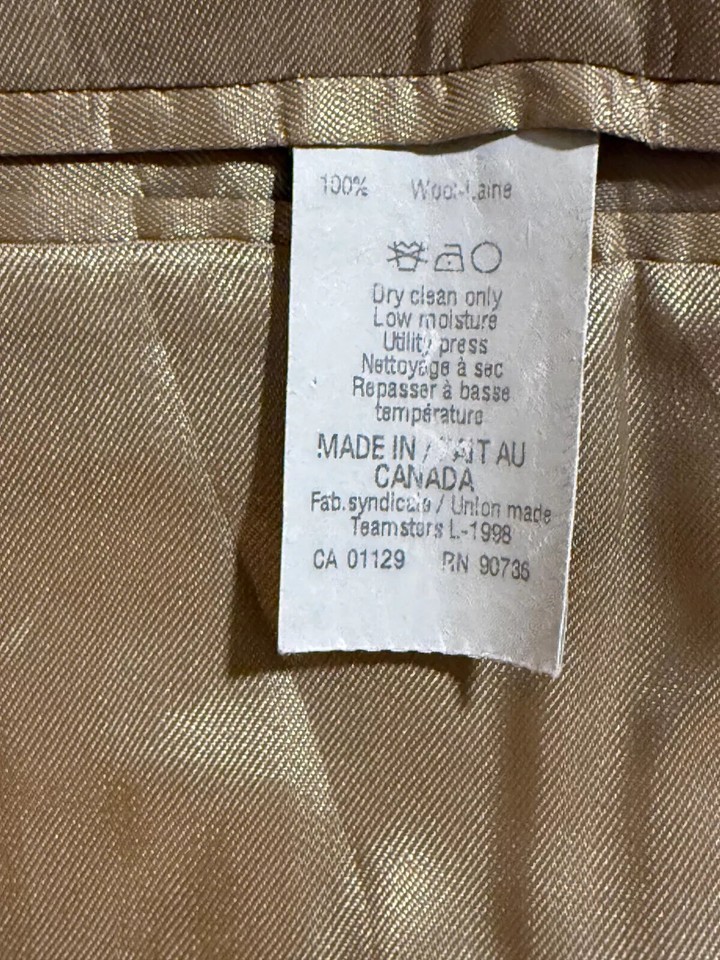 100% Wool-Laine
Dry clean only
Low moisture
Utility press
Nettoyage à sec
Repasser à basse
température
MADE IN / FAIT AU
CANADA
Fab.syndicale / Union made
Teamsters L-1998
CA 01129 RN 90736